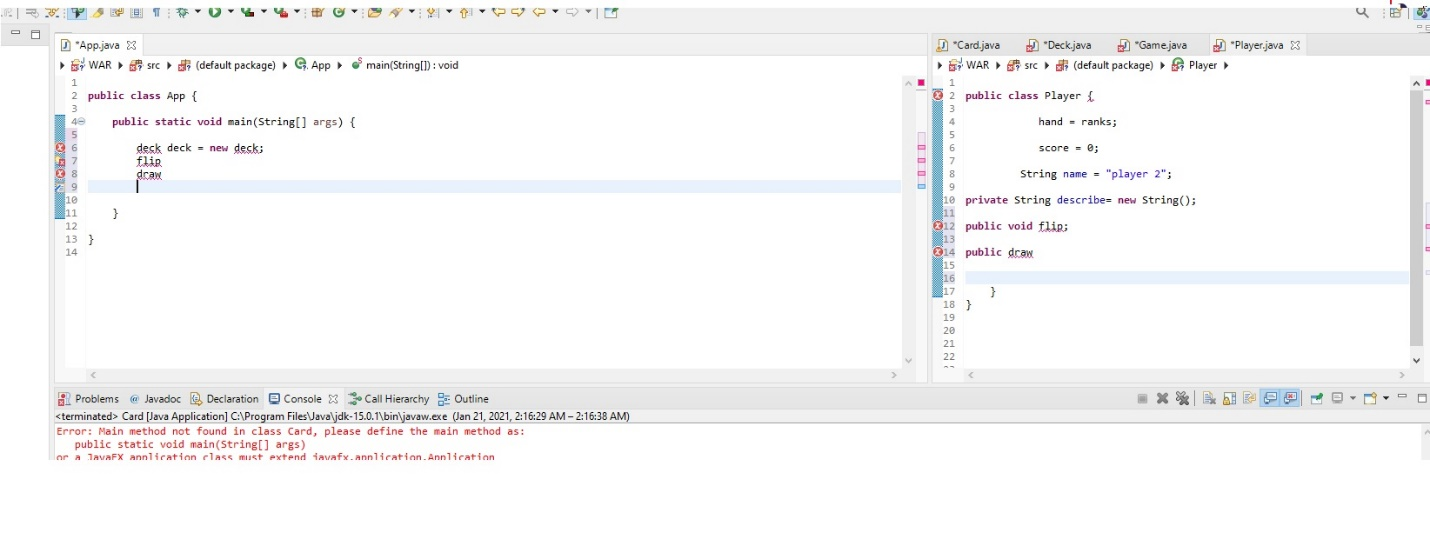 *App.java
*Card.java *Deck.java *Game.java *Player.java
WAR src (default package) App main(String[]) : void
WAR src (default package) Player
1
2 public class App {
3
4 public static void main(String[] args) {
5
6 deck deck = new deck;
7 flip
8 draw
9
10
11 }
12
13 }
14
1
2 public class Player {
3
4 hand = ranks;
5
6 score = 0;
7
8 String name = "player 2";
9
10 private String describe= new String();
11
12 public void flip;
13
14 public draw
15
16
17 }
18 }
19
20
21
22
Problems @ Javadoc Declaration Console Call Hierarchy Outline
<terminated> Card [Java Application] C:\Program Files\Java\jdk-15.0.1\bin\javaw.exe (Jan 21, 2021, 2:16:29 AM – 2:16:38 AM)
Error: Main method not found in class Card, please define the main method as:
public static void main(String[] args)
or a JavaFX application class must extend javafx.application.Application